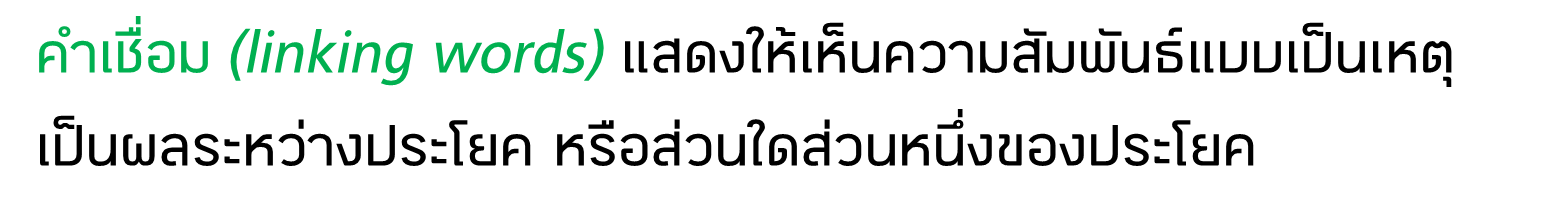 คำเชื่อม (linking words) แสดงให้เห็นความสัมพันธ์แบบเป็นเหตุ
เป็นผลระหว่างประโยค หรือส่วนใดส่วนหนึ่งของประโยค